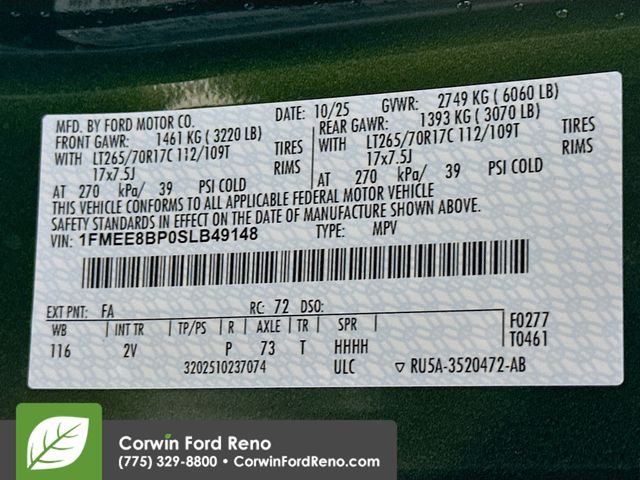 MFD. BY FORD MOTOR CO.
DATE: 10/25 GVWR: 2749 KG ( 6060 LB)
FRONT GAWR: 1461 KG ( 3220 LB)
REAR GAWR: 1393 KG ( 3070 LB)
WITH LT265/70R17C 112/109T TIRES
WITH LT265/70R17C 112/109T TIRES
17x7.5J RIMS
17x7.5J RIMS
AT 270 kPa/ 39 PSI COLD
AT 270 kPa/ 39 PSI COLD
THIS VEHICLE CONFORMS TO ALL APPLICABLE FEDERAL MOTOR VEHICLE
SAFETY STANDARDS IN EFFECT ON THE DATE OF MANUFACTURE SHOWN ABOVE.
VIN: 1FMEE8BP0SLB49148 TYPE: MPV
EXT PNT: FA RC: 72 DSO:
WB INT TR TP/PS R AXLE TR SPR F0277
116 2V P 73 T HHHH T0461
3202510237074 ULC ▽ RU5A-3520472-AB
Corwin Ford Reno
(775) 329-8800 • CorwinFordReno.com